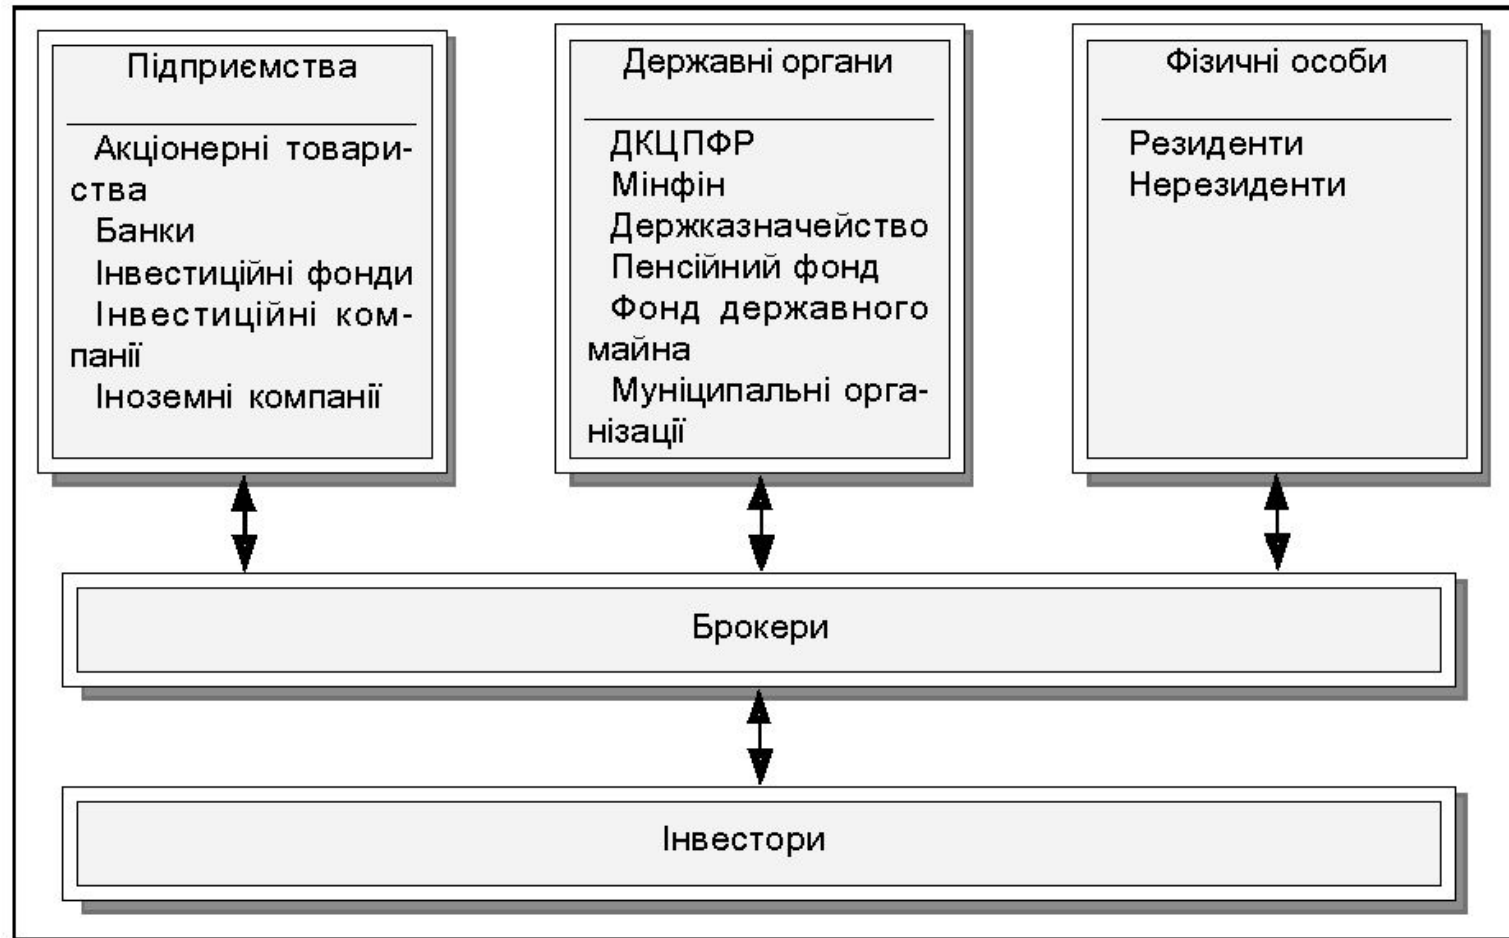 Підприємства
Акціонерні товари-
ства
Банки
Інвестиційні фонди
Інвестиційні ком-
панії
Іноземні компанії
Державні органи
ДКЦПФР
Мінфін
Держказначейство
Пенсійний фонд
Фонд державного
майна
Муніципальні орга-
нізації
Фізичні особи
Резиденти
Нерезиденти
Брокери
Інвестори